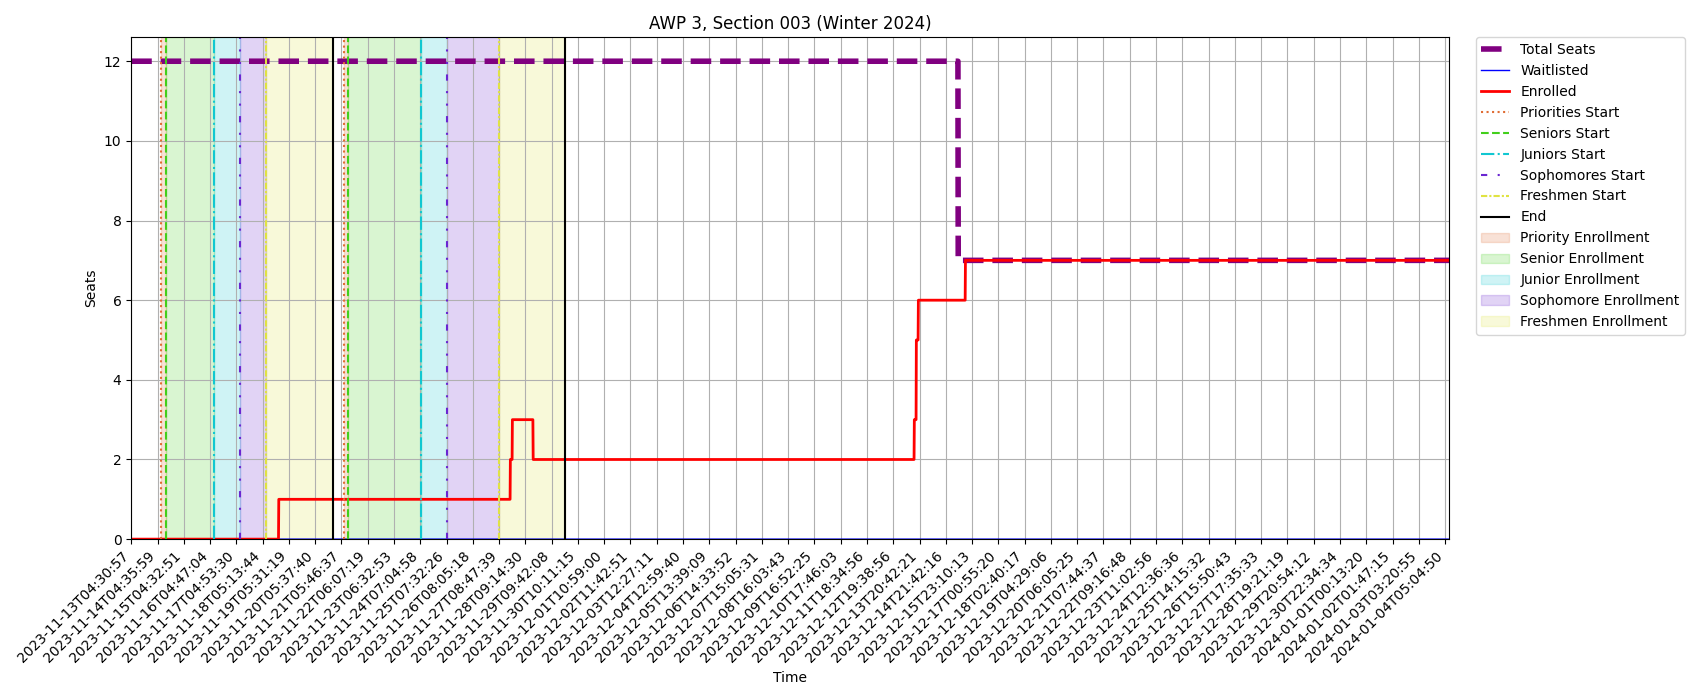 AWP 3, Section 003 (Winter 2024)
Seats
12
10
8
6
4
2
0
2023-11-13T04:30:57
2023-11-14T04:35:59
2023-11-15T04:32:51
2023-11-16T04:47:04
2023-11-17T04:53:30
2023-11-18T05:13:44
2023-11-19T05:31:19
2023-11-20T05:37:40
2023-11-21T05:46:37
2023-11-22T06:07:19
2023-11-23T06:32:53
2023-11-24T07:04:58
2023-11-25T07:32:26
2023-11-26T08:05:18
2023-11-27T08:47:39
2023-11-28T09:14:30
2023-11-29T09:42:08
2023-11-30T10:11:15
2023-12-01T10:59:00
2023-12-02T11:42:51
2023-12-03T12:27:11
2023-12-04T12:59:40
2023-12-05T13:39:09
2023-12-06T14:33:52
2023-12-07T15:05:31
2023-12-08T16:03:43
2023-12-09T16:52:25
2023-12-10T17:46:03
2023-12-11T18:34:56
2023-12-12T19:38:56
2023-12-13T20:42:21
2023-12-14T21:42:16
2023-12-15T23:10:13
2023-12-17T00:55:20
2023-12-18T02:40:17
2023-12-19T04:29:06
2023-12-20T06:05:25
2023-12-21T07:44:37
2023-12-22T09:16:48
2023-12-23T11:02:56
2023-12-24T12:36:36
2023-12-25T14:15:32
2023-12-26T15:50:43
2023-12-27T17:35:33
2023-12-28T19:21:19
2023-12-29T20:54:12
2023-12-30T22:34:34
2024-01-01T00:13:20
2024-01-02T01:47:15
2024-01-03T03:20:55
2024-01-04T05:04:50
Time
Total Seats
Waitlisted
Enrolled
Priorities Start
Seniors Start
Juniors Start
Sophomores Start
Freshmen Start
End
Priority Enrollment
Senior Enrollment
Junior Enrollment
Sophomore Enrollment
Freshmen Enrollment